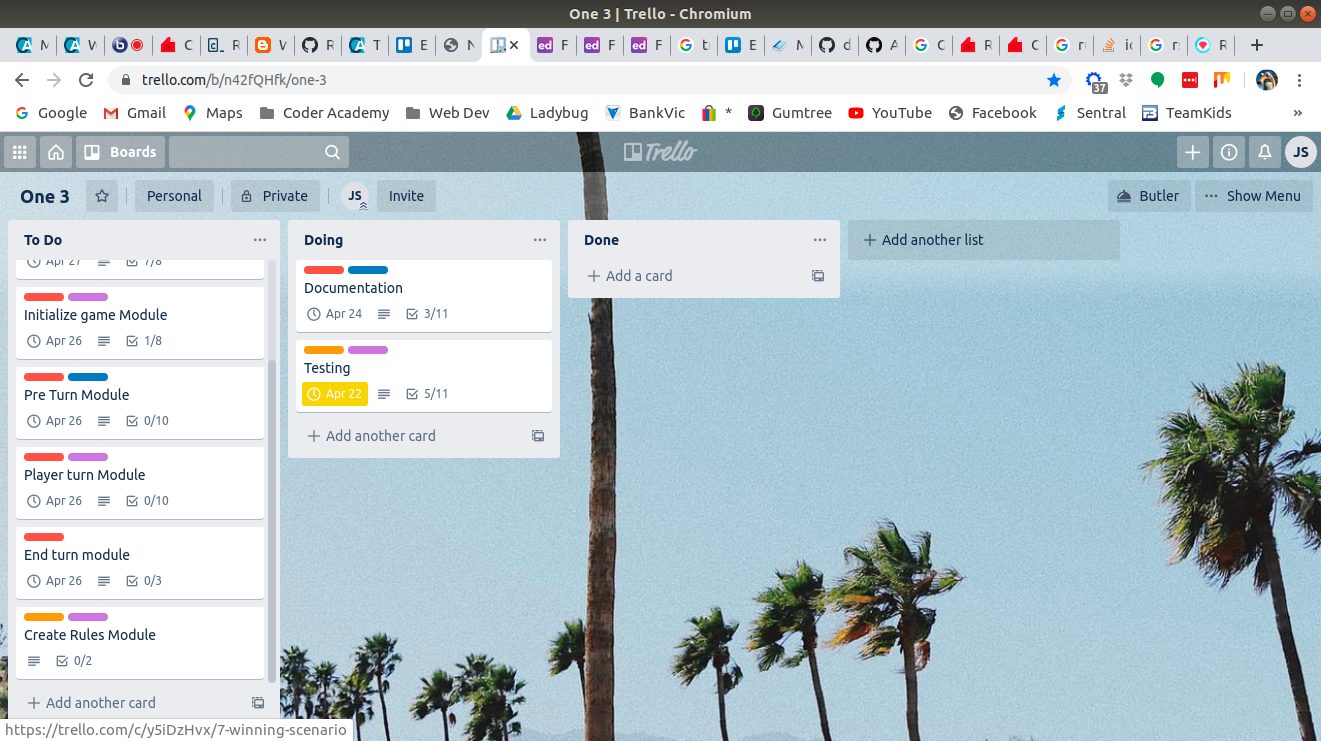 One 3 | Trello - Chromium
trello.com/b/n42fQHfk/one-3
37
Google Gmail Maps Coder Academy Web Dev Ladybug BankVic * Gumtree YouTube Facebook Sentral TeamKids »
Boards
Trello
JS
One 3 Personal Private JS Invite Butler ... Show Menu
To Do
Apr 27 7/8
Initialize game Module
Apr 26 1/8
Pre Turn Module
Apr 26 0/10
Player turn Module
Apr 26 0/10
End turn module
Apr 26 0/3
Create Rules Module
0/2
+ Add another card
Doing
Documentation
Apr 24 3/11
Testing
Apr 22 5/11
+ Add another card
Done
+ Add a card
+ Add another list
https://trello.com/c/y5iDzHvx/7-winning-scenario